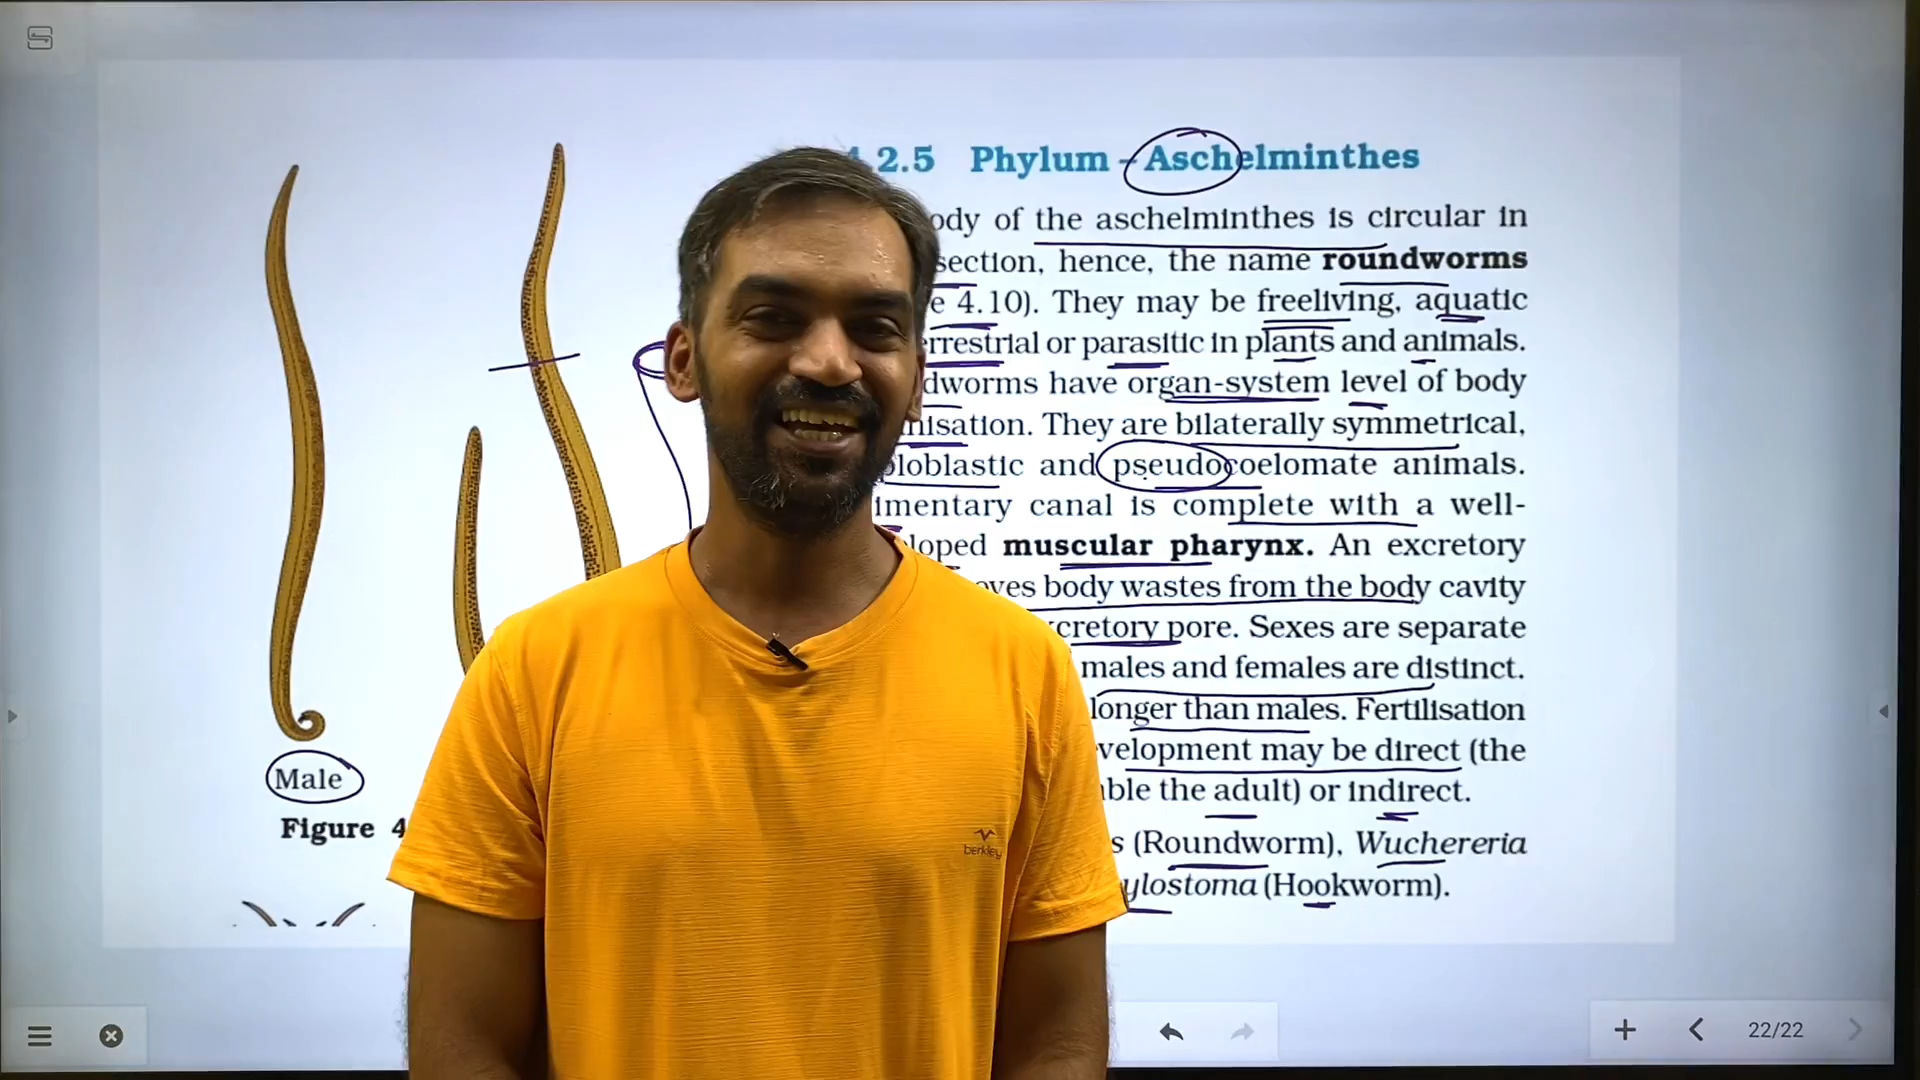 4.2.5 Phylum – Aschelminthes
ody of the aschelminthes is circular in
section, hence, the name roundworms
e 4.10). They may be freeliving, aquatic
errestrial or parasitic in plants and animals.
dworms have organ-system level of body
nisation. They are bilaterally symmetrical,
ploblastic and pseudocoelomate animals.
imentary canal is complete with a well-
loped muscular pharynx. An excretory
oves body wastes from the body cavity
xcretory pore. Sexes are separate
males and females are distinct.
longer than males. Fertilisation
velopment may be direct (the
ble the adult) or indirect.
s (Roundworm), Wuchereria
ylostoma (Hookworm).
Male
Figure 4
berkley
22/22